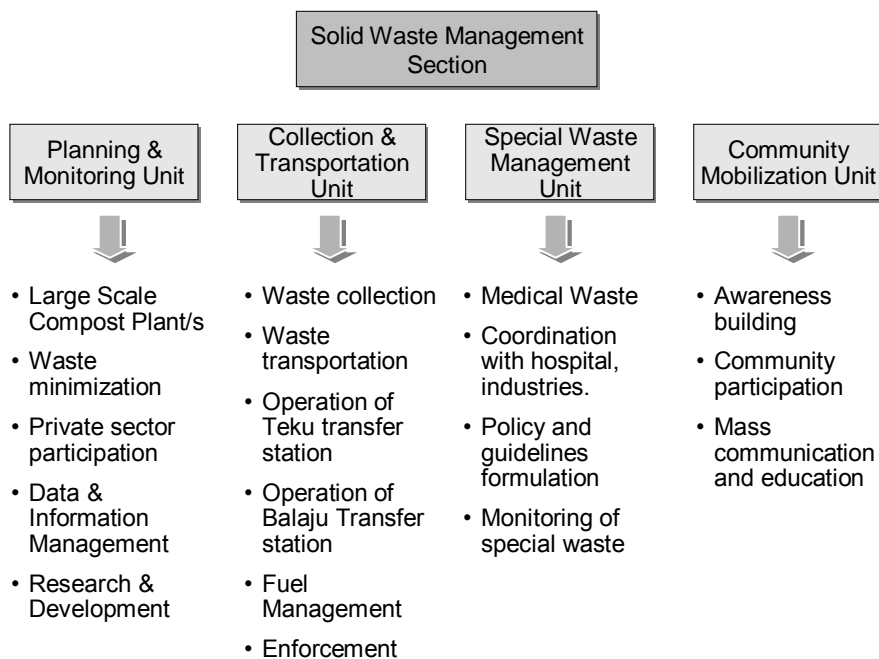 Solid Waste Management
Section
Planning &
Monitoring Unit
• Large Scale
Compost Plant/s
• Waste
minimization
• Private sector
participation
• Data &
Information
Management
• Research &
Development
Collection &
Transportation
Unit
• Waste collection
• Waste
transportation
• Operation of
Teku transfer
station
• Operation of
Balaju Transfer
station
• Fuel
Management
• Enforcement
Special Waste
Management
Unit
• Medical Waste
• Coordination
with hospital,
industries.
• Policy and
guidelines
formulation
• Monitoring of
special waste
Community
Mobilization Unit
• Awareness
building
• Community
participation
• Mass
communication
and education